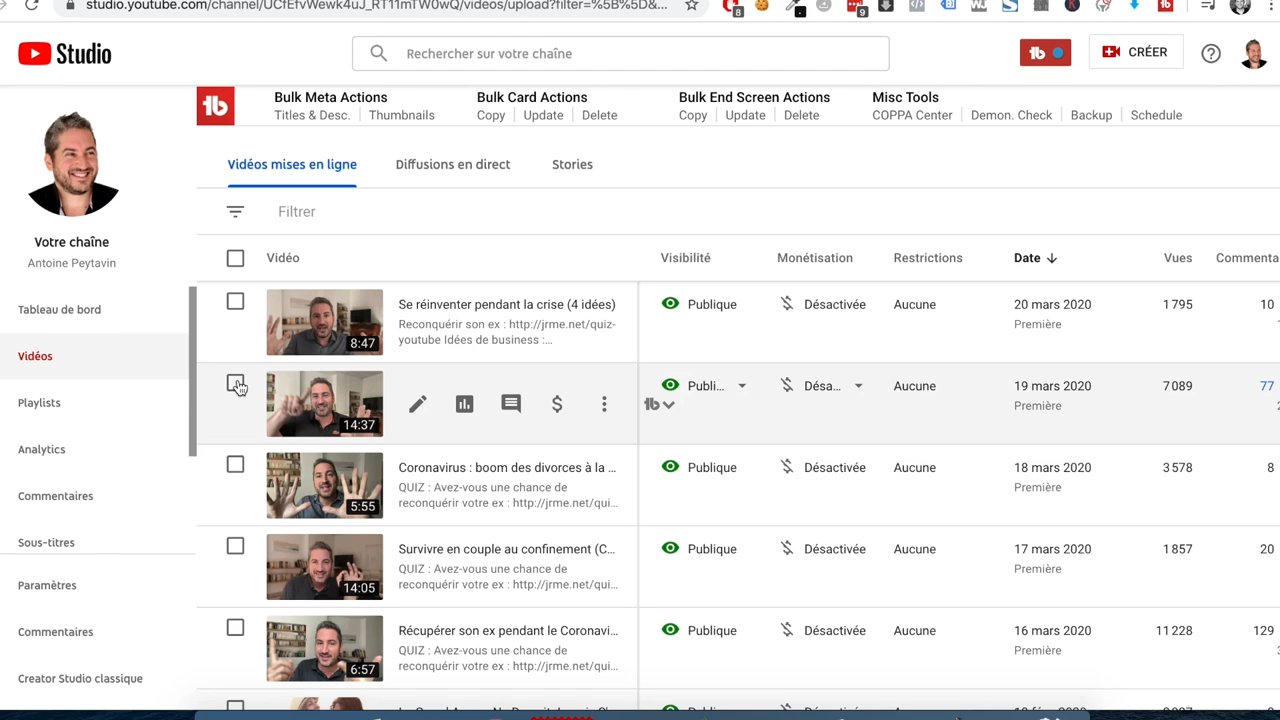 studio.youtube.com/channel/UCfEfvWewk4uJ_RT11mTW0wQ/videos/upload?filter=%5B%5D&...
8
9
Studio
Rechercher sur votre chaîne
tb
CRÉER
tb
Bulk Meta Actions
Titles & Desc.
Thumbnails
Bulk Card Actions
Copy
Update
Delete
Bulk End Screen Actions
Copy
Update
Delete
Misc Tools
COPPA Center
Demon. Check
Backup
Schedule
Votre chaîne
Antoine Peytavin
Tableau de bord
Vidéos
Playlists
Analytics
Commentaires
Sous-titres
Paramètres
Commentaires
Creator Studio classique
Vidéos mises en ligne
Diffusions en direct
Stories
Filtrer
Vidéo
Visibilité
Monétisation
Restrictions
Date
Vues
Commenta
8:47
Se réinventer pendant la crise (4 idées)
Reconquérir son ex : http://jrme.net/quiz-
youtube Idées de business :...
Publique
Désactivée
Aucune
20 mars 2020
Première
1 795
10
14:37
Publi...
Désa...
Aucune
19 mars 2020
Première
7 089
77
tb
5:55
Coronavirus : boom des divorces à la ...
QUIZ : Avez-vous une chance de
reconquérir votre ex : http://jrme.net/qui...
Publique
Désactivée
Aucune
18 mars 2020
Première
3 578
8
14:05
Survivre en couple au confinement (C...
QUIZ : Avez-vous une chance de
reconquérir votre ex : http://jrme.net/qui...
Publique
Désactivée
Aucune
17 mars 2020
Première
1 857
20
6:57
Récupérer son ex pendant le Coronavi...
QUIZ : Avez-vous une chance de
reconquérir votre ex : http://jrme.net/qui...
Publique
Désactivée
Aucune
16 mars 2020
Première
11 228
129